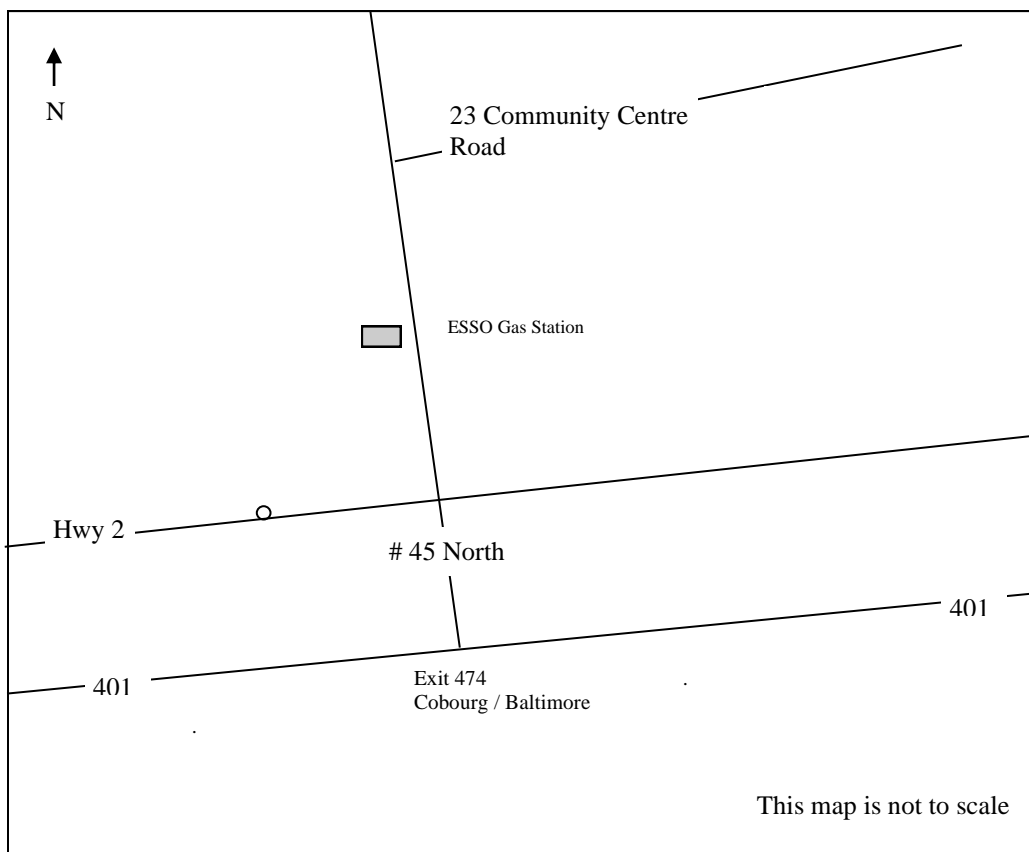 N
23 Community Centre
Road
ESSO Gas Station
Hwy 2
# 45 North
401
401
Exit 474
Cobourg / Baltimore
This map is not to scale